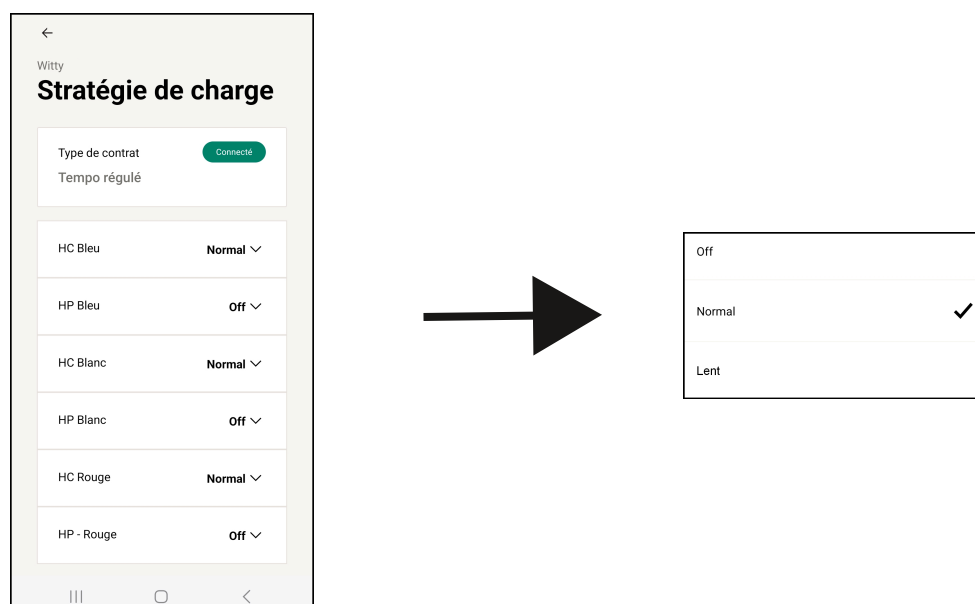 Witty
Stratégie de charge
Type de contrat
Connecté
Tempo régulé
HC Bleu
Normal
HP Bleu
Off
HC Blanc
Normal
HP Blanc
Off
HC Rouge
Normal
HP - Rouge
Off
Off
Normal
Lent